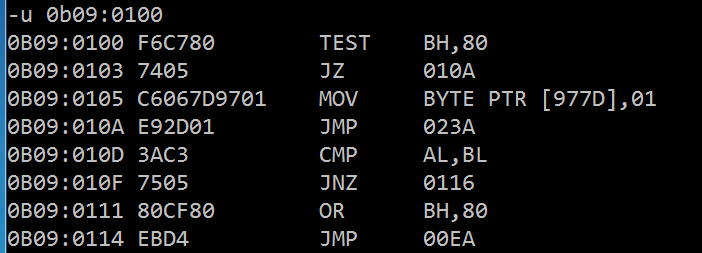 -u 0b09:0100
0B09:0100 F6C780 TEST BH,80
0B09:0103 7405 JZ 010A
0B09:0105 C6067D9701 MOV BYTE PTR [977D],01
0B09:010A E92D01 JMP 023A
0B09:010D 3AC3 CMP AL,BL
0B09:010F 7505 JNZ 0116
0B09:0111 80CF80 OR BH,80
0B09:0114 EBD4 JMP 00EA